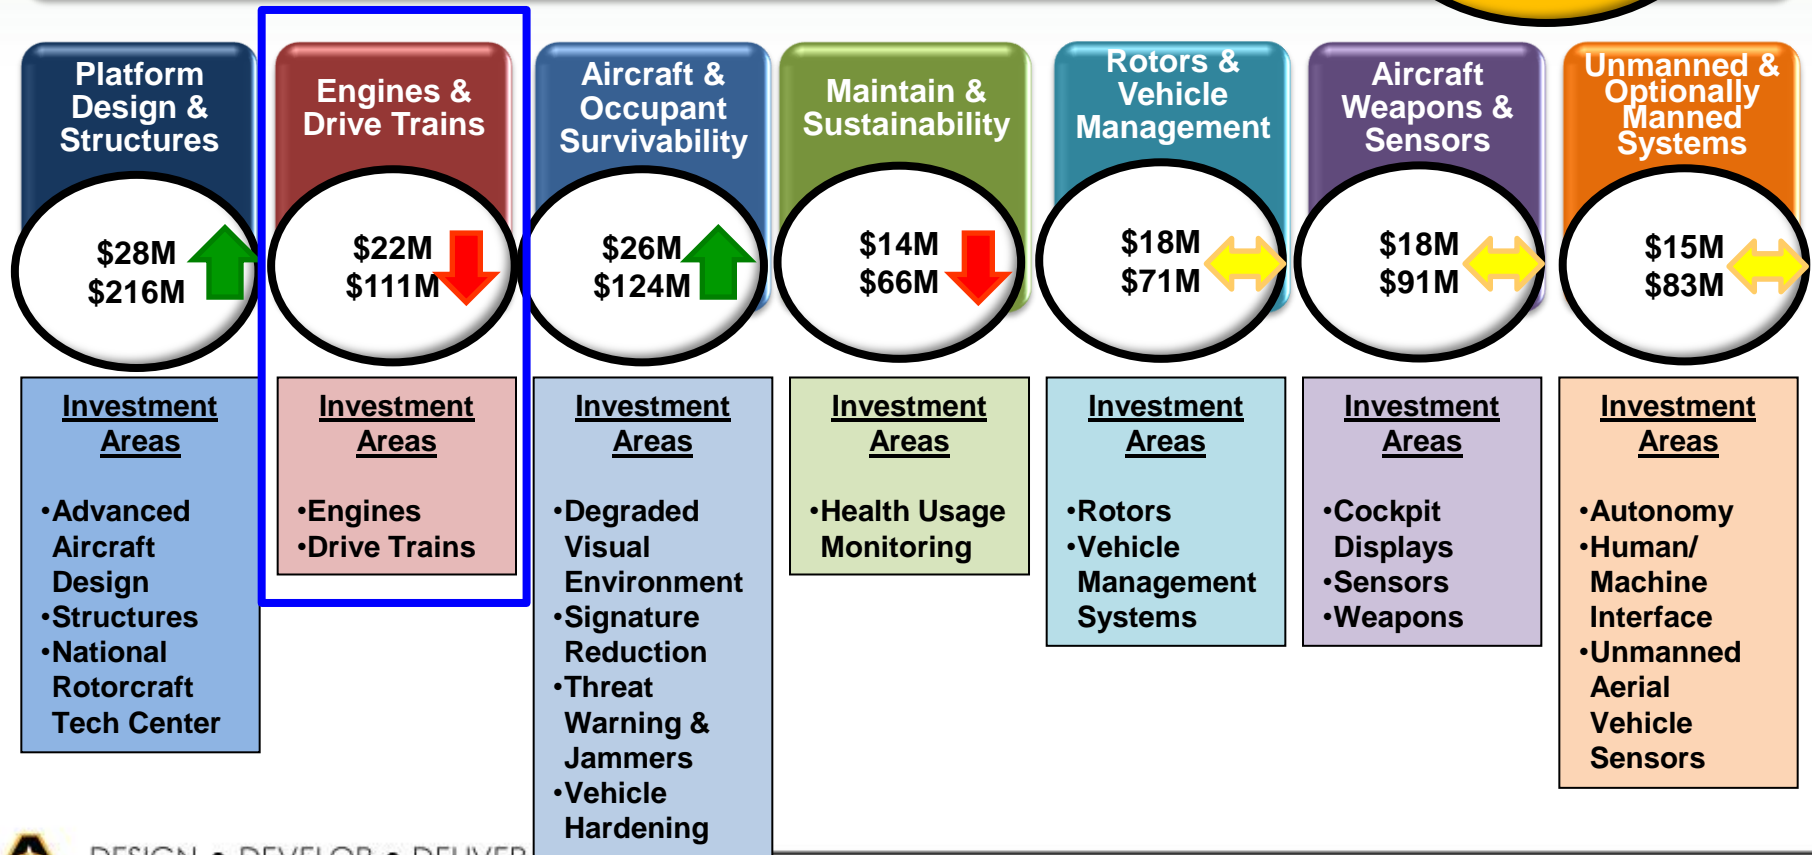 Platform
Design &
Structures
$28M
$216M
Investment
Areas
•Advanced
Aircraft
Design
•Structures
•National
Rotorcraft
Tech Center
Engines &
Drive Trains
$22M
$111M
Investment
Areas
•Engines
•Drive Trains
Aircraft &
Occupant
Survivability
$26M
$124M
Investment
Areas
•Degraded
Visual
Environment
•Signature
Reduction
•Threat
Warning &
Jammers
•Vehicle
Hardening
Maintain &
Sustainability
$14M
$66M
Investment
Areas
•Health Usage
Monitoring
Rotors &
Vehicle
Management
$18M
$71M
Investment
Areas
•Rotors
•Vehicle
Management
Systems
Aircraft
Weapons &
Sensors
$18M
$91M
Investment
Areas
•Cockpit
Displays
•Sensors
•Weapons
Unmanned &
Optionally
Manned
Systems
$15M
$83M
Investment
Areas
•Autonomy
•Human/
Machine
Interface
•Unmanned
Aerial
Vehicle
Sensors
DESIGN • DEVELOP • DELIVER